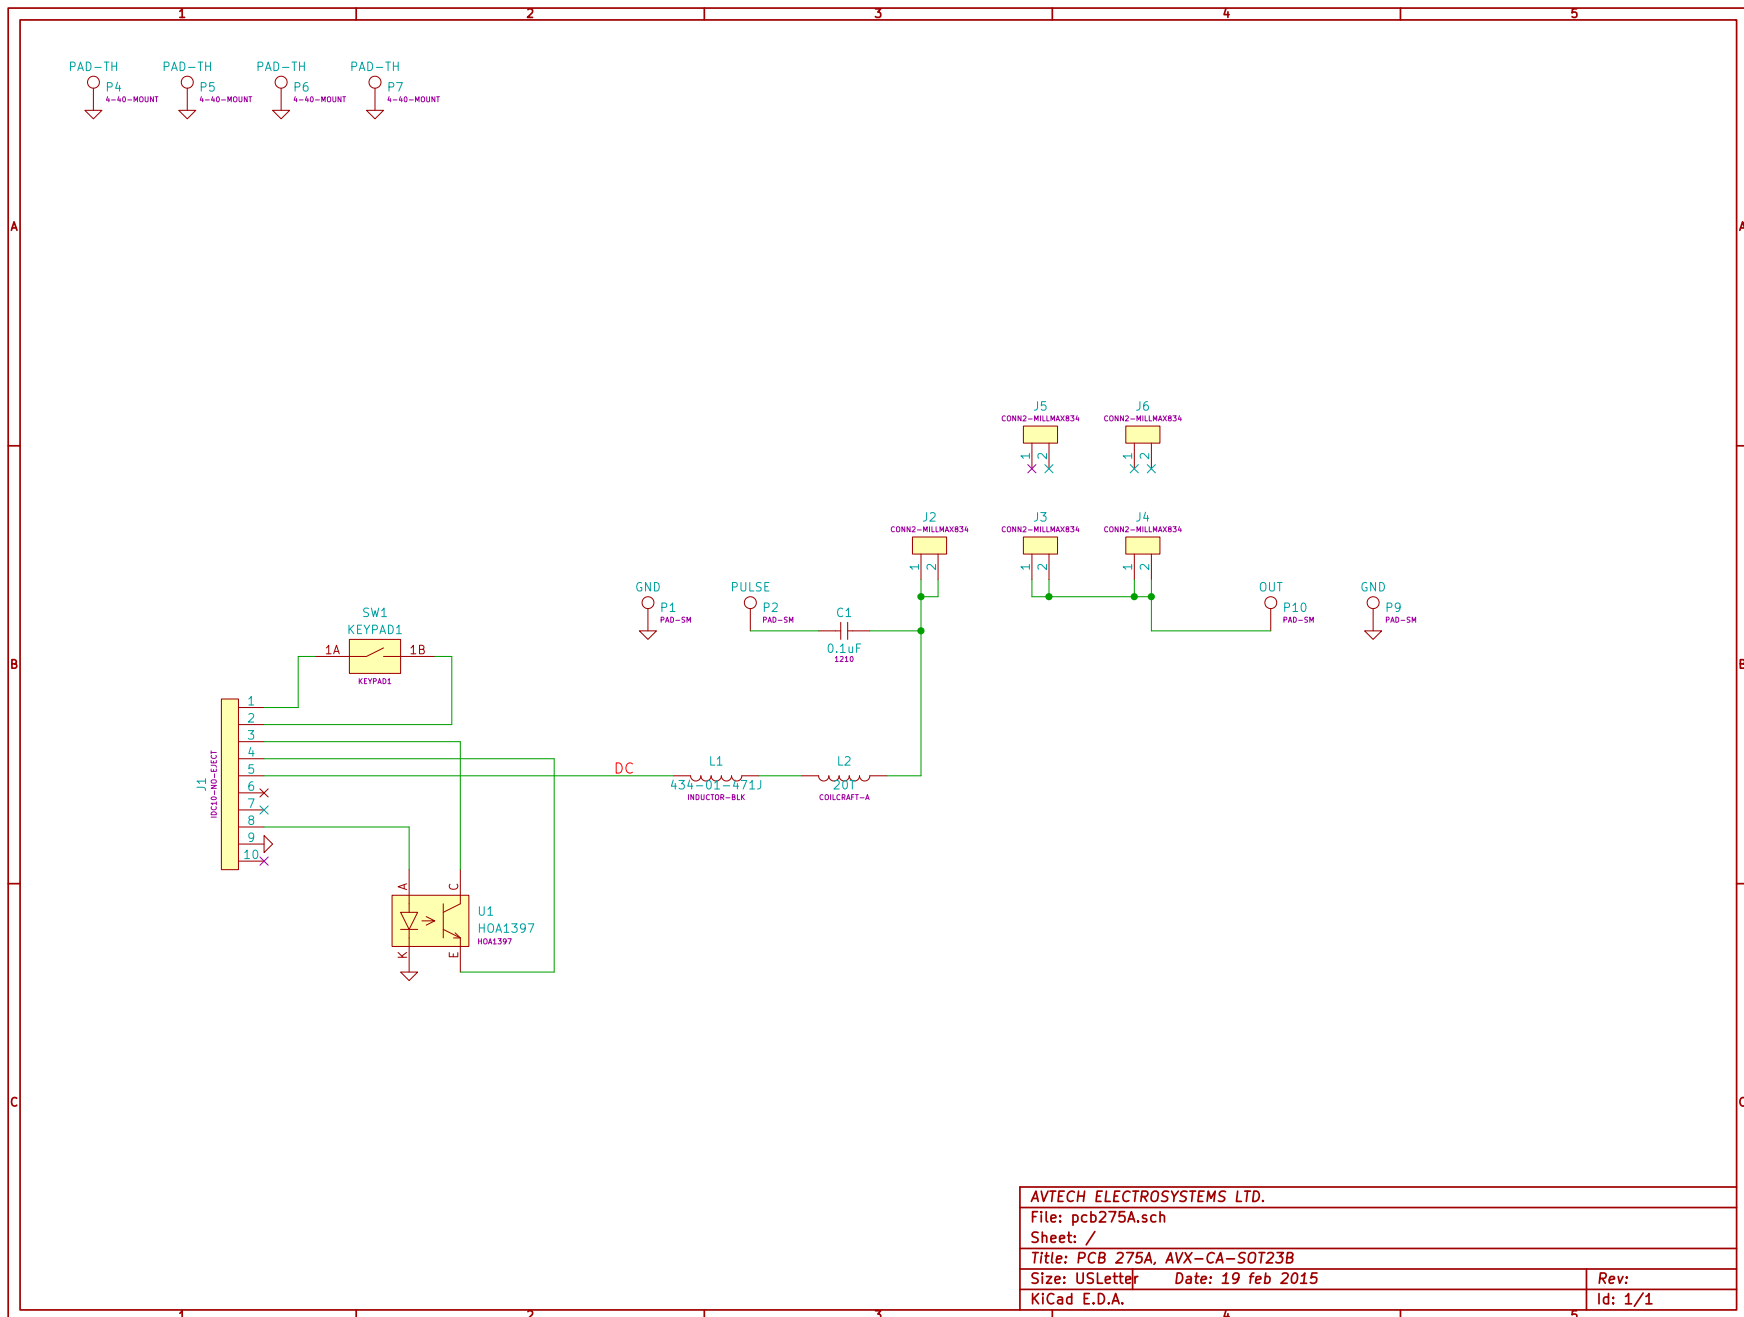 1 2 3 4 5
PAD-TH PAD-TH PAD-TH PAD-TH
P4 P5 P6 P7
4-40-MOUNT 4-40-MOUNT 4-40-MOUNT 4-40-MOUNT
A A
J5 J6
CONN2-MILLMAX834 CONN2-MILLMAX834
1 2 1 2
J2 J3 J4
CONN2-MILLMAX834 CONN2-MILLMAX834 CONN2-MILLMAX834
1 2 1 2 1 2
GND PULSE OUT GND
P1 P2 P10 P9
PAD-SM PAD-SM PAD-SM PAD-SM
C1
0.1uF
1210
SW1
KEYPAD1
1A 1B
KEYPAD1
B B
J1
IDC10-NO-EJECT
1
2
3
4
5
6
7
8
9
10
DC
L1
434-01-471J
INDUCTOR-BLK
L2
20T
COILCRAFT-A
A C
K E
U1
HOA1397
HOA1397
C C
AVTECH ELECTROSYSTEMS LTD.
File: pcb275A.sch
Sheet: /
Title: PCB 275A, AVX-CA-SOT23B
Size: USLetter Date: 19 feb 2015 Rev:
KiCad E.D.A. Id: 1/1
1 2 3 4 5